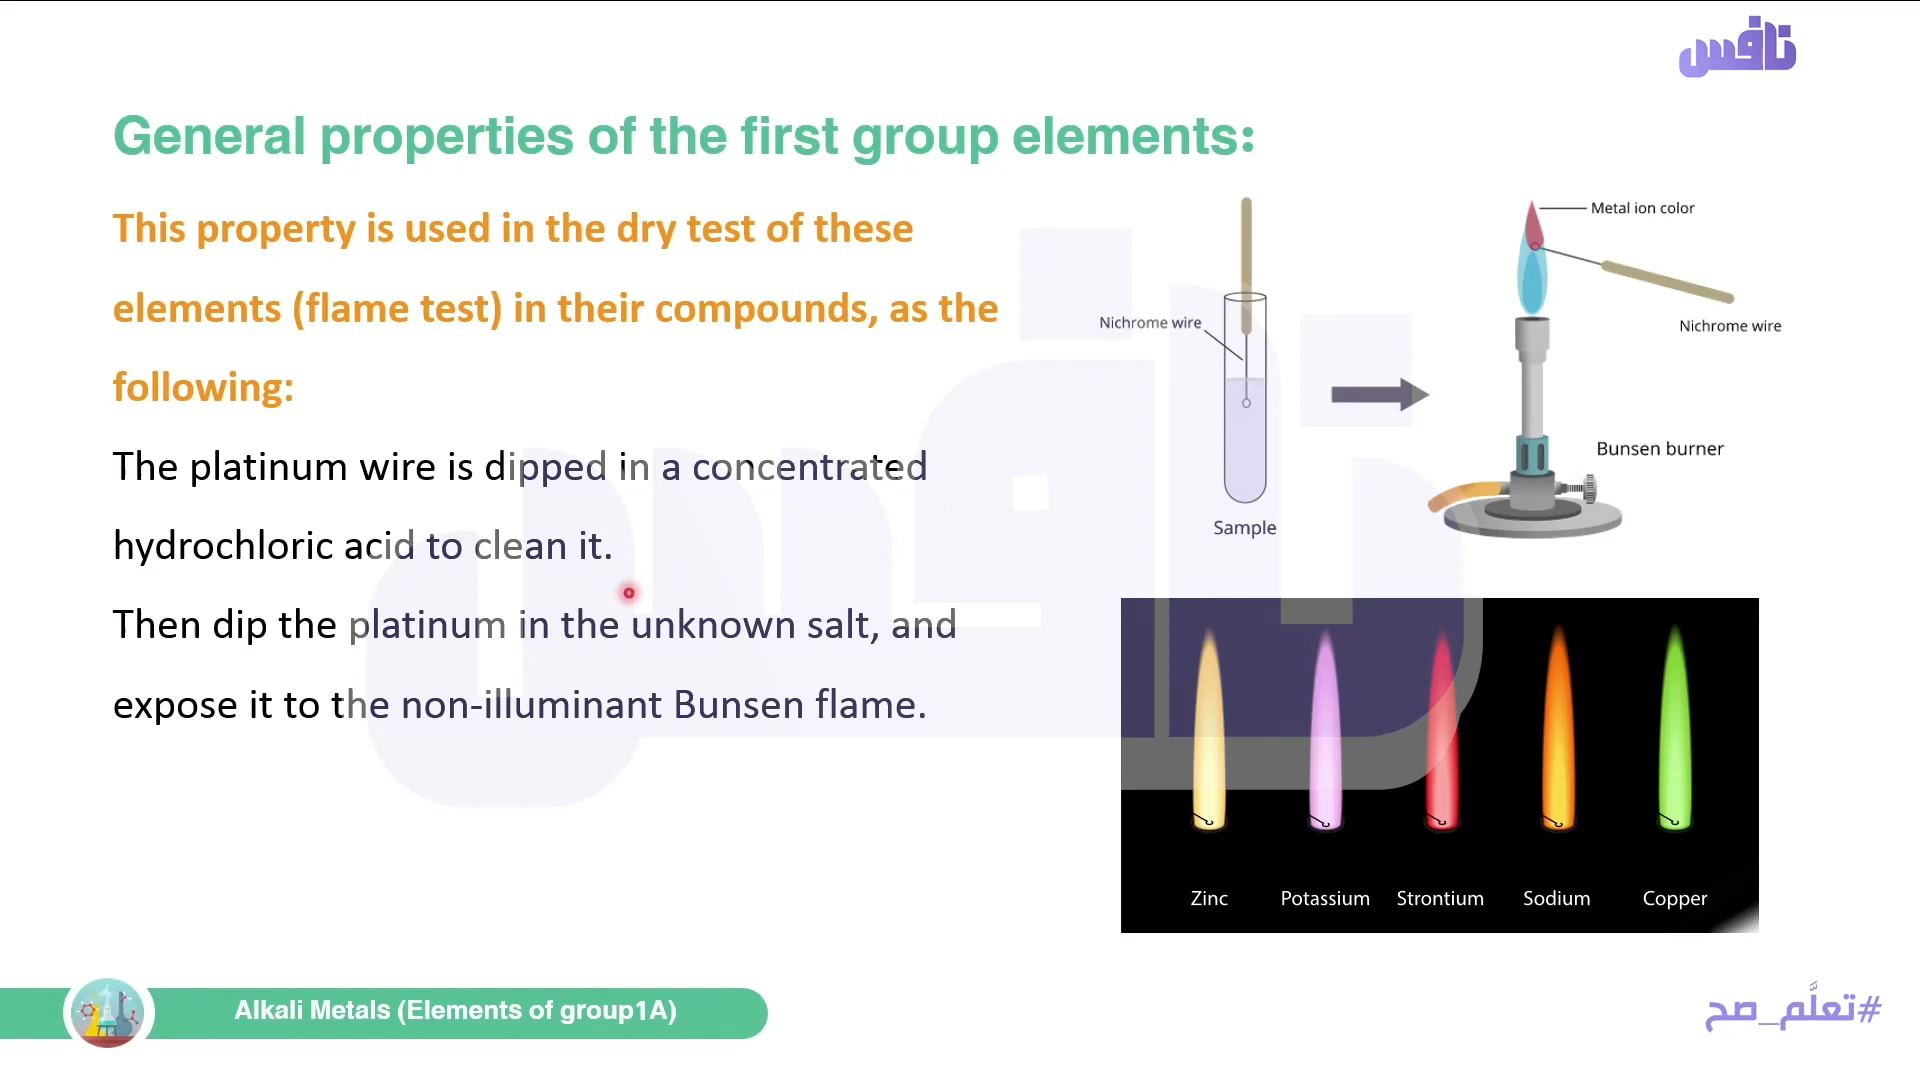 نافس
General properties of the first group elements:
This property is used in the dry test of these
elements (flame test) in their compounds, as the
following:
The platinum wire is dipped in a concentrated
hydrochloric acid to clean it.
Then dip the platinum in the unknown salt, and
expose it to the non-illuminant Bunsen flame.
Nichrome wire
Sample
Metal ion color
Nichrome wire
Bunsen burner
Zinc Potassium Strontium Sodium Copper
Alkali Metals (Elements of group1A)
#تعلَّم_صح